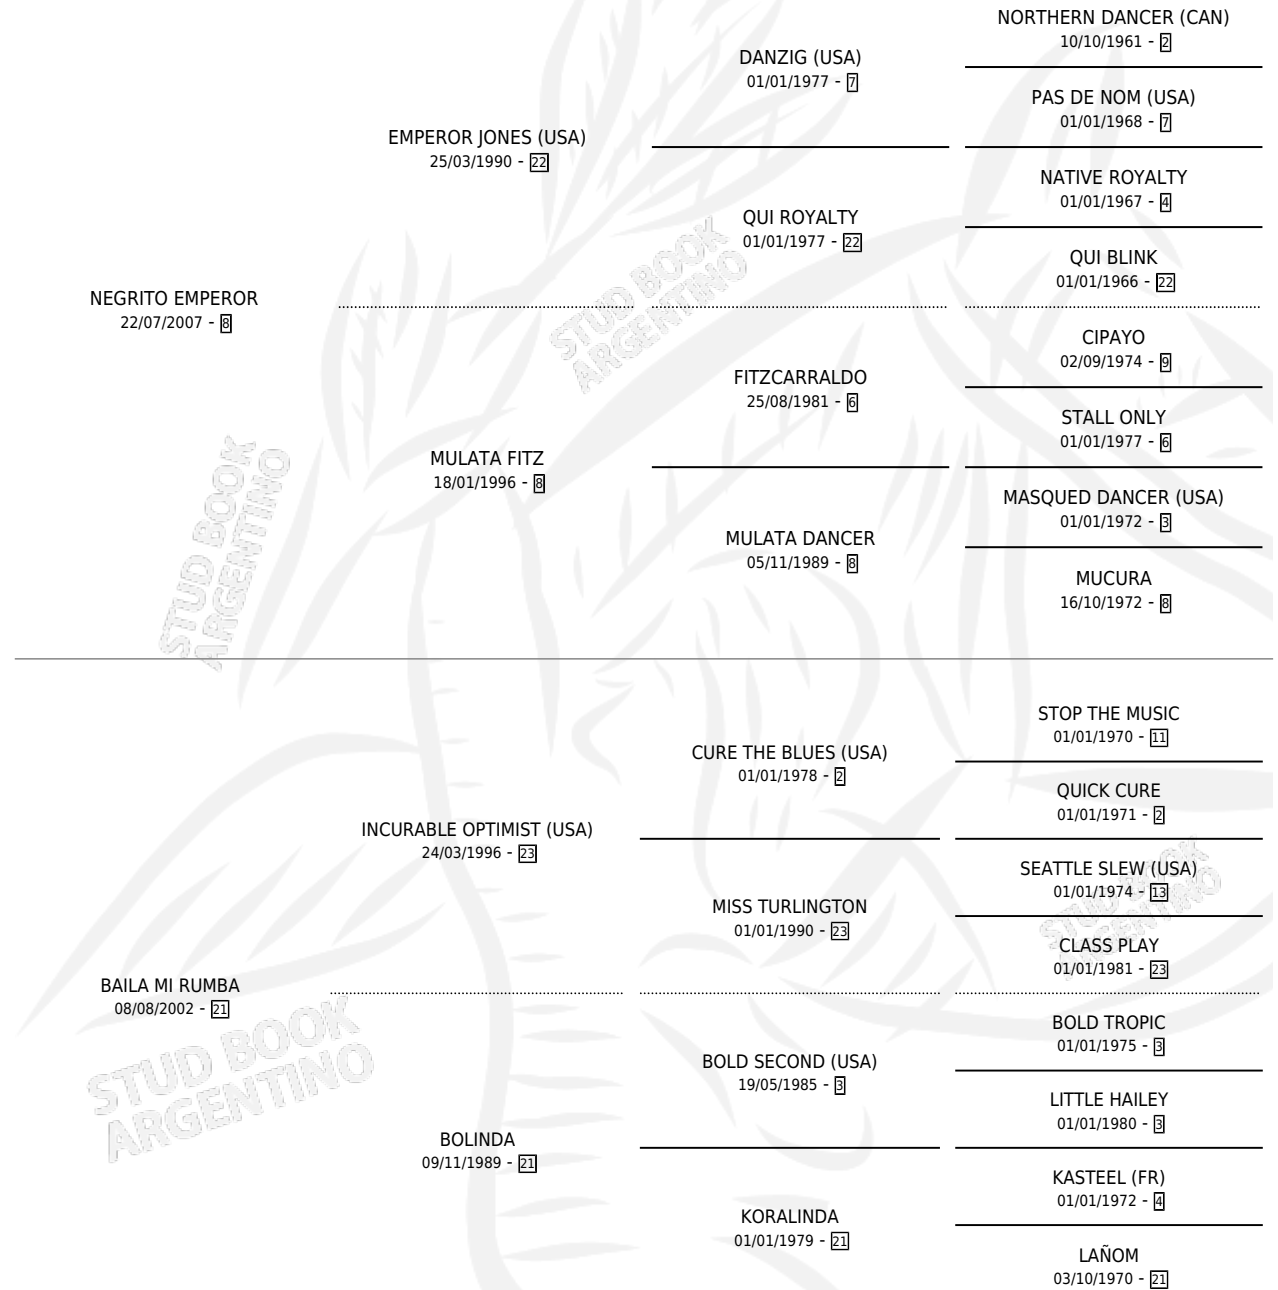 NORTHERN DANCER (CAN)
10/10/1961 - 2
DANZIG (USA)
01/01/1977 - 7
PAS DE NOM (USA)
01/01/1968 - 7
EMPEROR JONES (USA)
25/03/1990 - 22
NATIVE ROYALTY
01/01/1967 - 4
QUI ROYALTY
01/01/1977 - 22
QUI BLINK
01/01/1966 - 22
NEGRITO EMPEROR
22/07/2007 - 8
STUD BOOK
ARGENTINO
CIPAYO
02/09/1974 - 9
FITZCARRALDO
25/08/1981 - 6
STALL ONLY
01/01/1977 - 6
MULATA FITZ
18/01/1996 - 8
MASQUED DANCER (USA)
01/01/1972 - 3
MULATA DANCER
05/11/1989 - 8
MUCURA
16/10/1972 - 8
STUD BOOK
ARGENTINO
STOP THE MUSIC
01/01/1970 - 11
CURE THE BLUES (USA)
01/01/1978 - 2
QUICK CURE
01/01/1971 - 2
INCURABLE OPTIMIST (USA)
24/03/1996 - 23
SEATTLE SLEW (USA)
01/01/1974 - 13
MISS TURLINGTON
01/01/1990 - 23
STUD BOOK
ARGENTINO
CLASS PLAY
01/01/1981 - 23
BAILA MI RUMBA
08/08/2002 - 21
STUD BOOK
ARGENTINO
BOLD TROPIC
01/01/1975 - 3
BOLD SECOND (USA)
19/05/1985 - 3
LITTLE HAILEY
01/01/1980 - 3
BOLINDA
09/11/1989 - 21
KASTEEL (FR)
01/01/1972 - 4
KORALINDA
01/01/1979 - 21
LAÑOM
03/10/1970 - 21